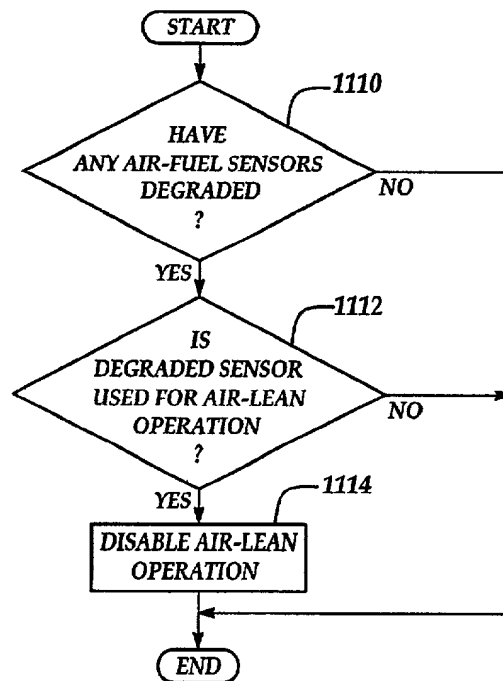 START
1110
HAVE
ANY AIR-FUEL SENSORS
DEGRADED
?
NO
YES
1112
IS
DEGRADED SENSOR
USED FOR AIR-LEAN
OPERATION
?
NO
YES
1114
DISABLE AIR-LEAN
OPERATION
END